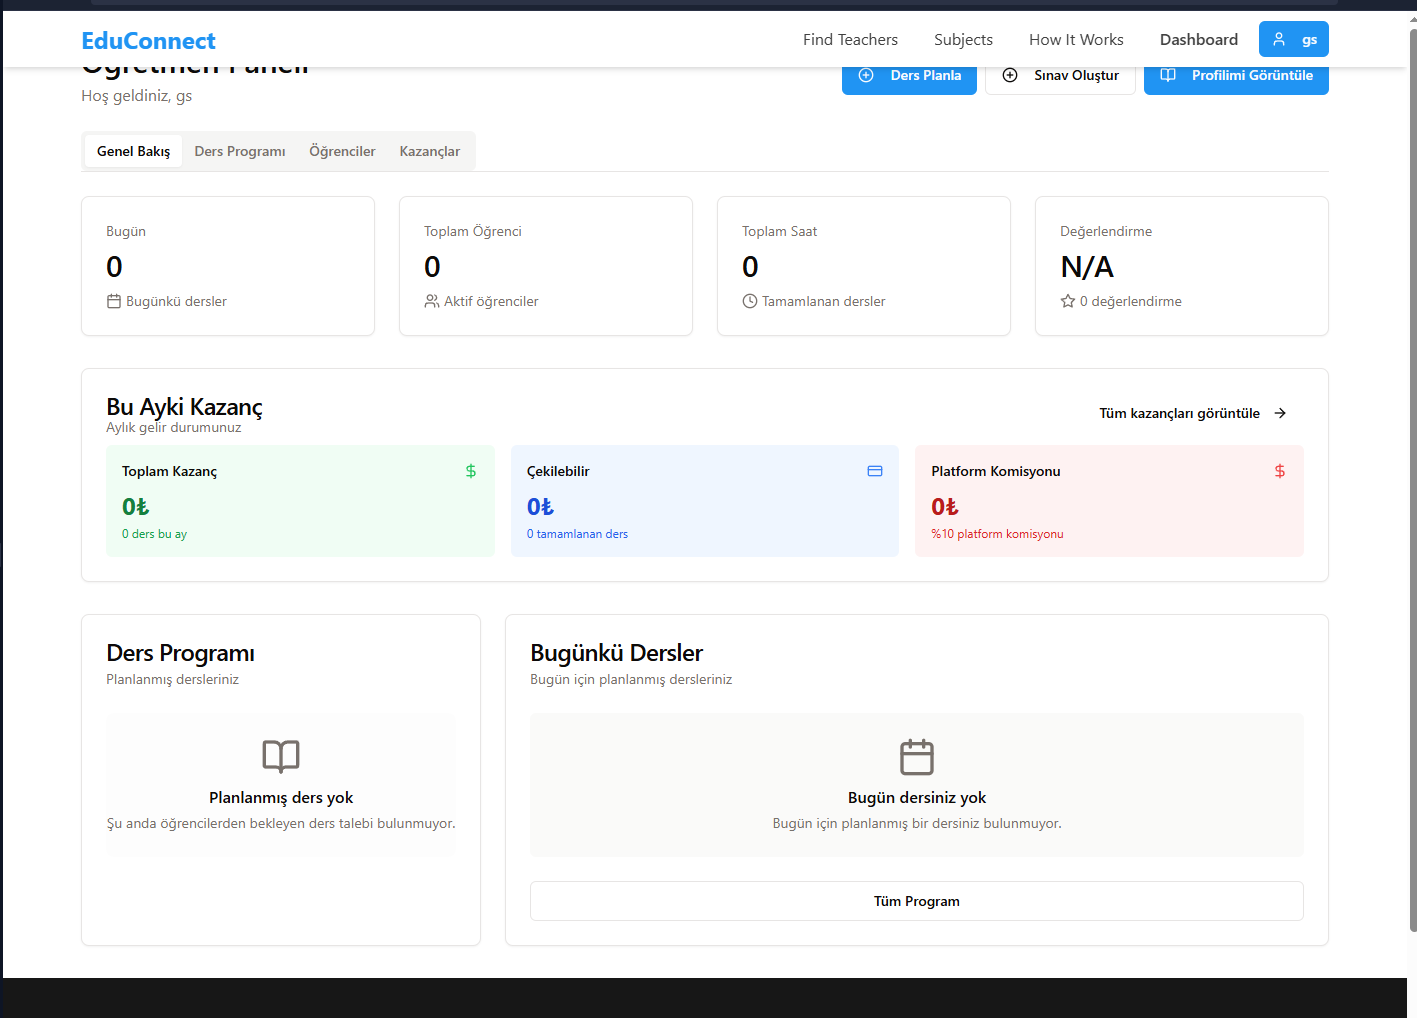 EduConnect
Find Teachers
Subjects
How It Works
Dashboard
gs
Öğretmen Paneli
Hoş geldiniz, gs
Ders Planla
Sınav Oluştur
Profilimi Görüntüle
Genel Bakış
Ders Programı
Öğrenciler
Kazançlar
Bugün
0
Bugünkü dersler
Toplam Öğrenci
0
Aktif öğrenciler
Toplam Saat
0
Tamamlanan dersler
Değerlendirme
N/A
0 değerlendirme
Bu Ayki Kazanç
Aylık gelir durumunuz
Tüm kazançları görüntüle
Toplam Kazanç
0₺
0 ders bu ay
Çekilebilir
0₺
0 tamamlanan ders
Platform Komisyonu
0₺
%10 platform komisyonu
Ders Programı
Planlanmış dersleriniz
Planlanmış ders yok
Şu anda öğrencilerden bekleyen ders talebi bulunmuyor.
Bugünkü Dersler
Bugün için planlanmış dersleriniz
Bugün dersiniz yok
Bugün için planlanmış bir dersiniz bulunmuyor.
Tüm Program